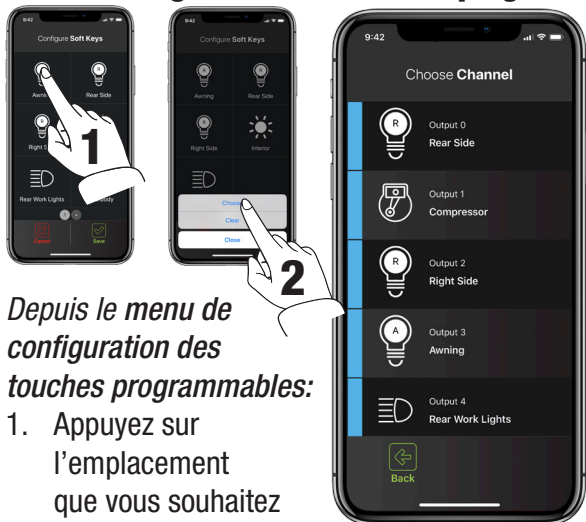 9:42
Configure Soft Keys
Awning
Rear Side
Interior
Rear Work Lights
Cancel
Save
1
9:42
Configure Soft Keys
Awning
Rear Side
Right Side
Interior
Choose
Clear
Close
2
9:42
Choose Channel
R
Output 0
Rear Side
Output 1
Compressor
R
Output 2
Right Side
A
Output 3
Awning
Output 4
Rear Work Lights
Back
Depuis le menu de
configuration des
touches programmables:
1. Appuyez sur
l'emplacement
que vous souhaitez